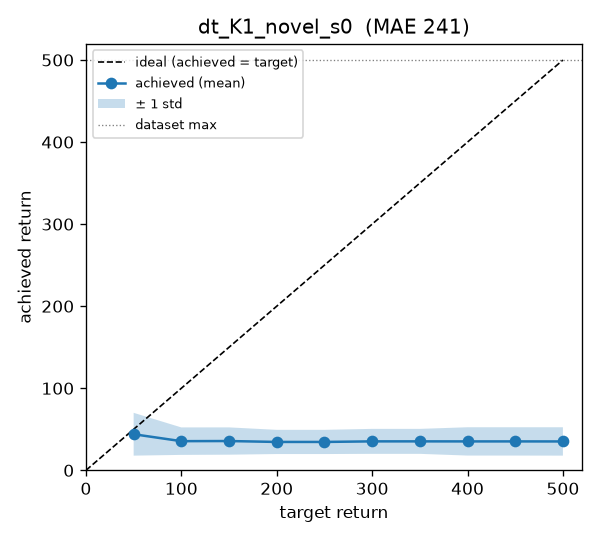 dt_K1_novel_s0  (MAE 241)
ideal (achieved = target)
achieved (mean)
± 1 std
dataset max
achieved return
500
400
300
200
100
0
0 100 200 300 400 500
target return